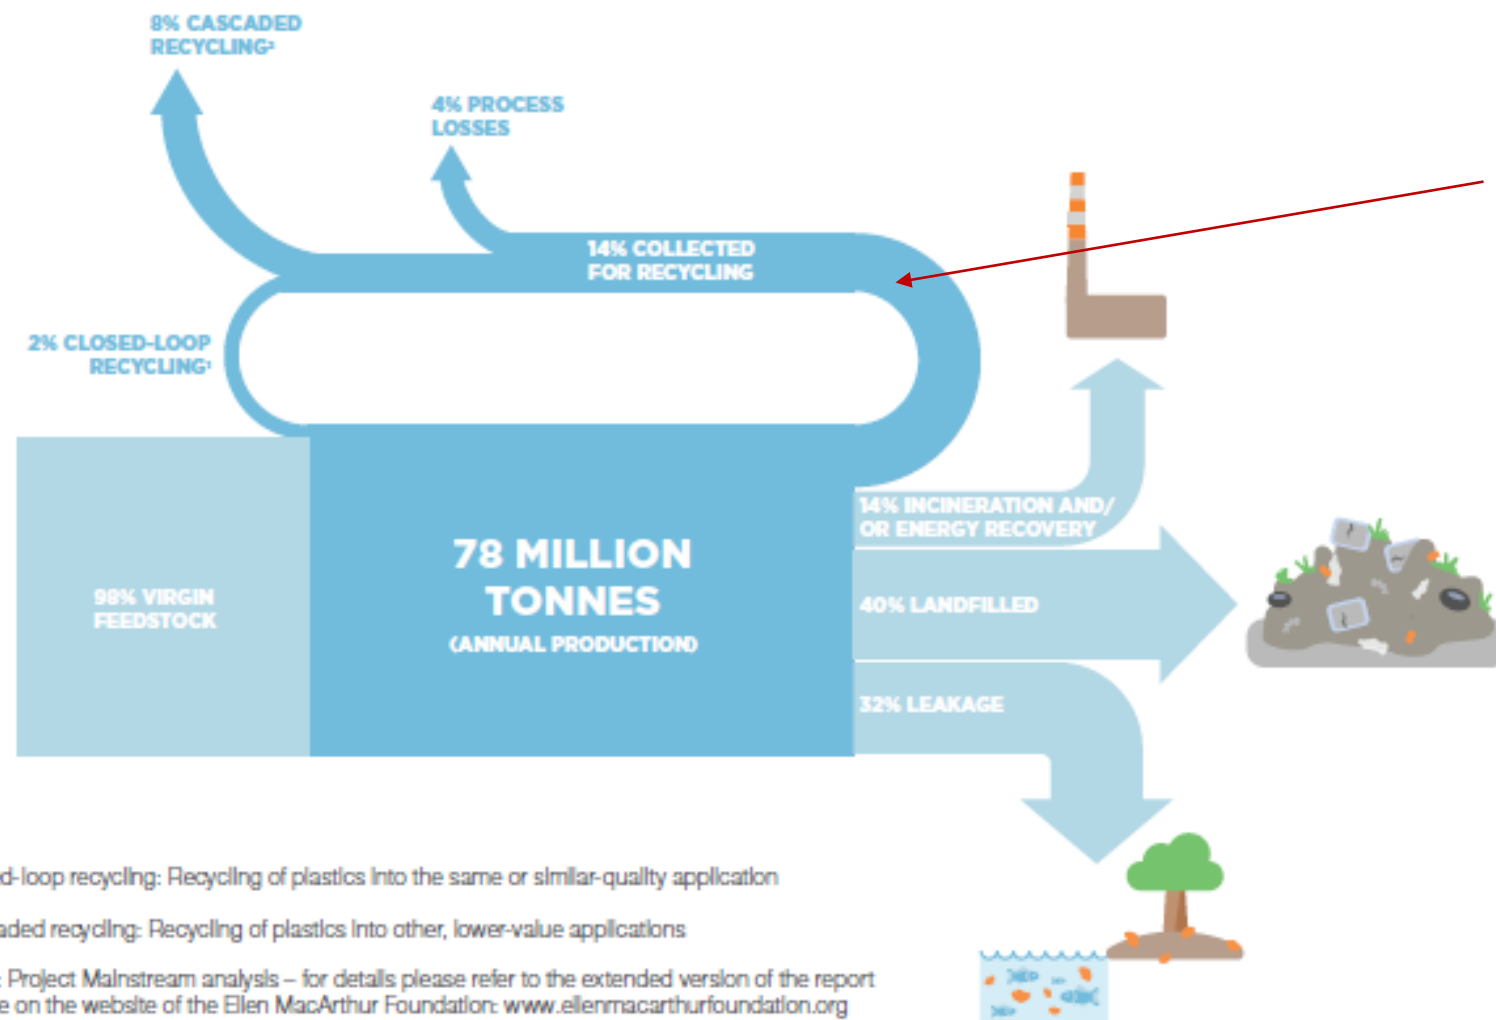 8% CASCADED
RECYCLING²
4% PROCESS
LOSSES
14% COLLECTED
FOR RECYCLING
2% CLOSED-LOOP
RECYCLING¹
98% VIRGIN
FEEDSTOCK
78 MILLION
TONNES
(ANNUAL PRODUCTION)
14% INCINERATION AND/
OR ENERGY RECOVERY
40% LANDFILLED
32% LEAKAGE
ed-loop recycling: Recycling of plastics into the same or similar-quality application
aded recycling: Recycling of plastics into other, lower-value applications
: Project Mainstream analysis – for details please refer to the extended version of the report
e on the website of the Ellen MacArthur Foundation: www.ellenmacarthurfoundation.org